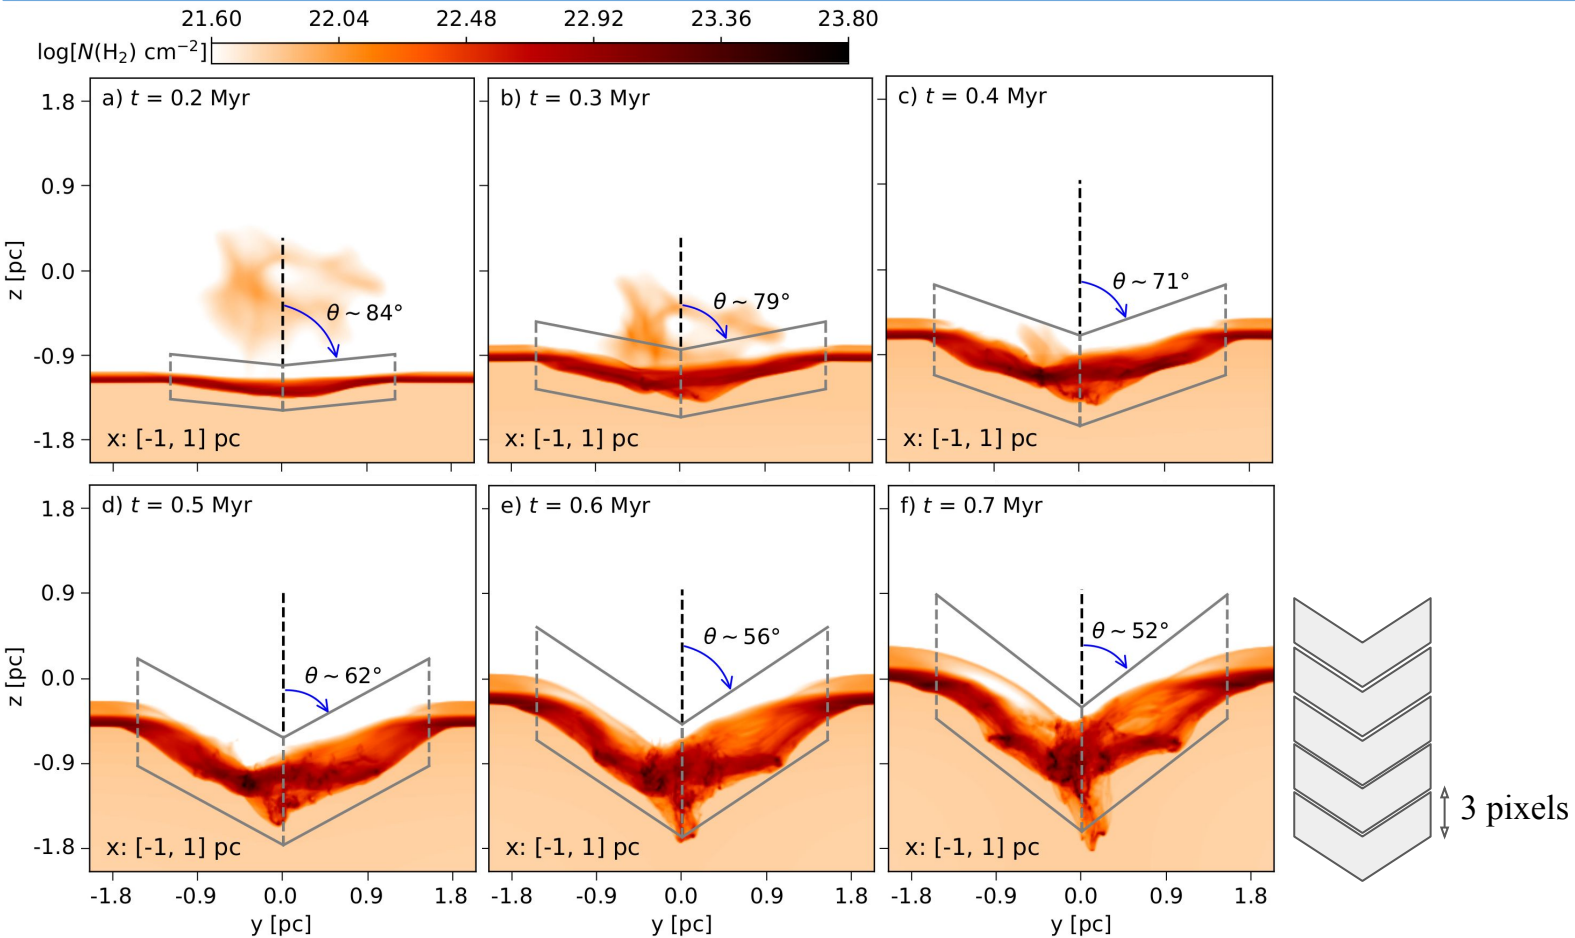 21.60 22.04 22.48 22.92 23.36 23.80
log[N(H₂) cm⁻²]
a) t = 0.2 Myr
b) t = 0.3 Myr
c) t = 0.4 Myr
1.8
0.9
0.0
-0.9
-1.8
z [pc]
θ ~ 84°
θ ~ 79°
θ ~ 71°
x: [-1, 1] pc
x: [-1, 1] pc
x: [-1, 1] pc
d) t = 0.5 Myr
e) t = 0.6 Myr
f) t = 0.7 Myr
1.8
0.9
0.0
-0.9
-1.8
z [pc]
θ ~ 62°
θ ~ 56°
θ ~ 52°
x: [-1, 1] pc
x: [-1, 1] pc
x: [-1, 1] pc
3 pixels
-1.8 -0.9 0.0 0.9 1.8
-1.8 -0.9 0.0 0.9 1.8
-1.8 -0.9 0.0 0.9 1.8
y [pc]
y [pc]
y [pc]